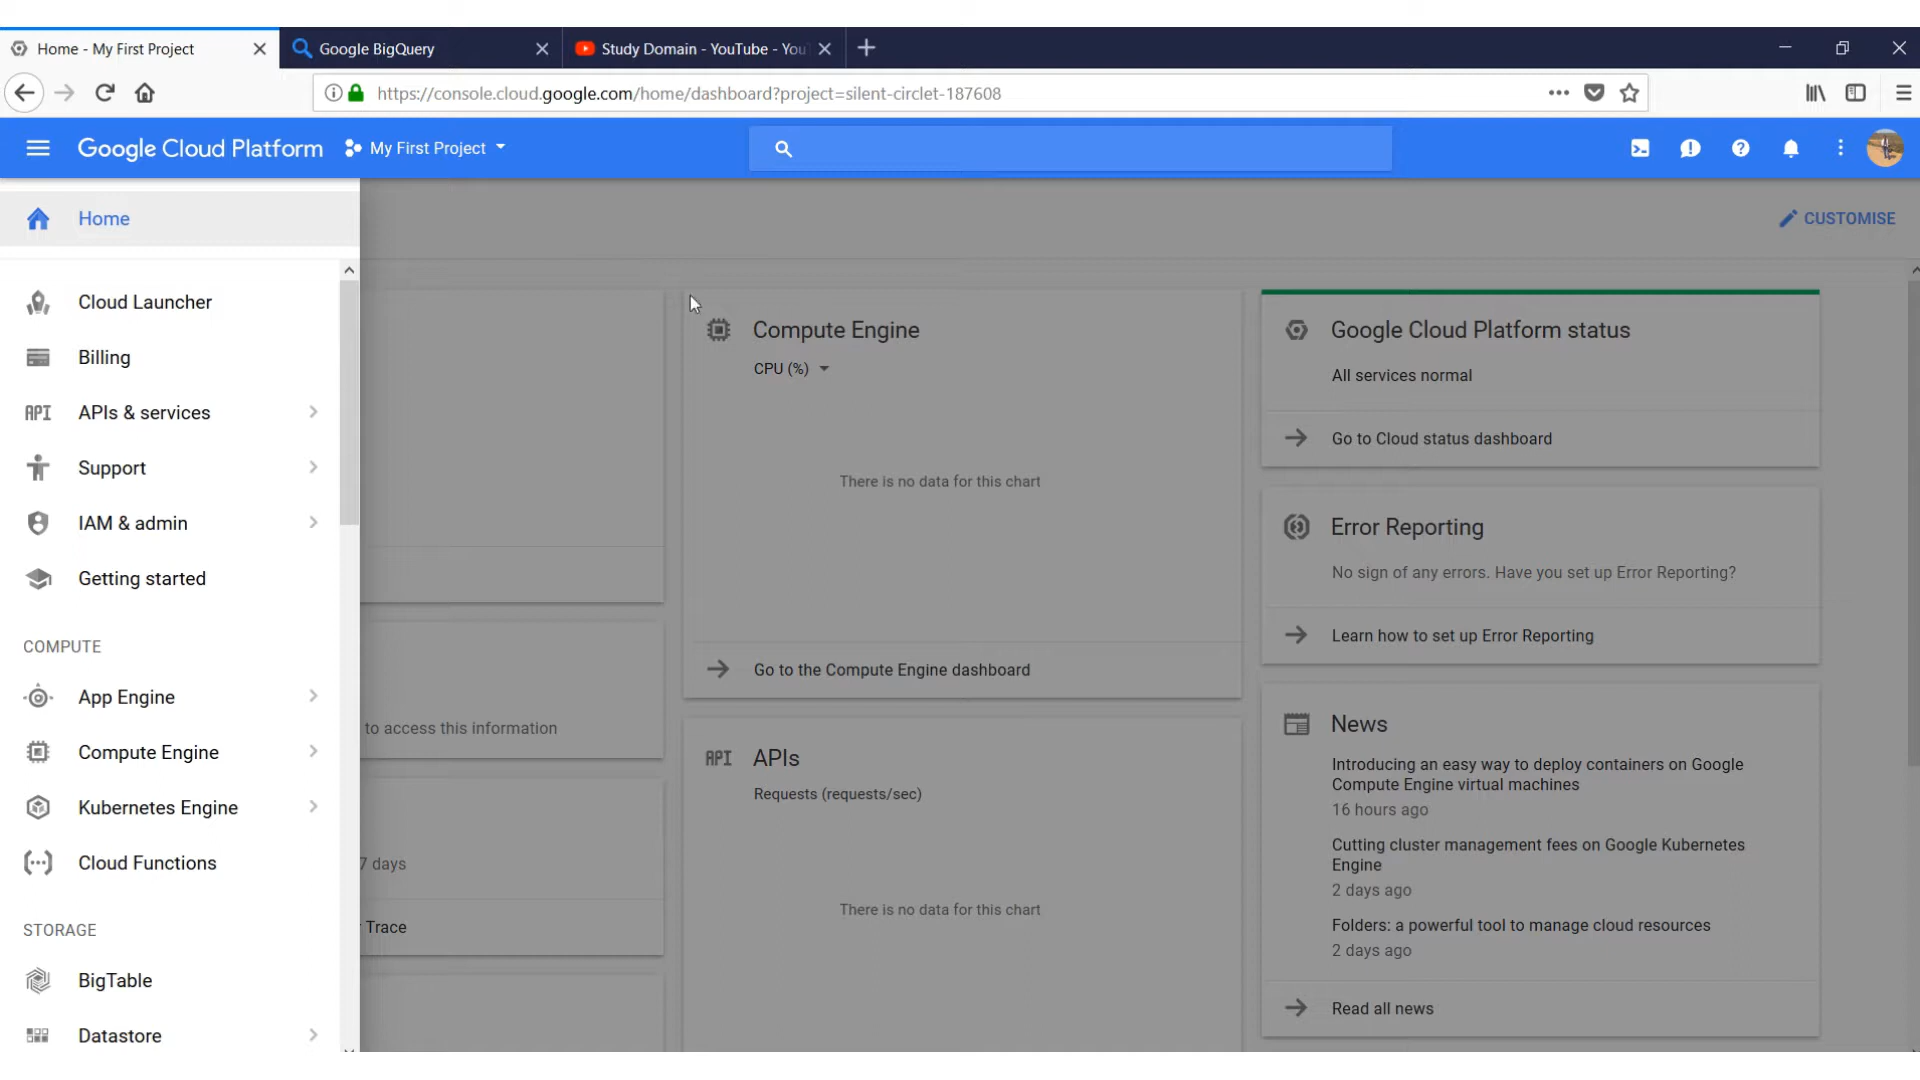 Home - My First Project
Google BigQuery
Study Domain - YouTube - You
https://console.cloud.google.com/home/dashboard?project=silent-circlet-187608
Google Cloud Platform
My First Project
Home
CUSTOMISE
Cloud Launcher
Billing
API
APIs & services
Support
IAM & admin
Getting started
COMPUTE
App Engine
Compute Engine
Kubernetes Engine
Cloud Functions
STORAGE
BigTable
Datastore
to access this information
7 days
Trace
Compute Engine
CPU (%)
There is no data for this chart
Go to the Compute Engine dashboard
API
APIs
Requests (requests/sec)
There is no data for this chart
Google Cloud Platform status
All services normal
Go to Cloud status dashboard
Error Reporting
No sign of any errors. Have you set up Error Reporting?
Learn how to set up Error Reporting
News
Introducing an easy way to deploy containers on Google
Compute Engine virtual machines
16 hours ago
Cutting cluster management fees on Google Kubernetes
Engine
2 days ago
Folders: a powerful tool to manage cloud resources
2 days ago
Read all news